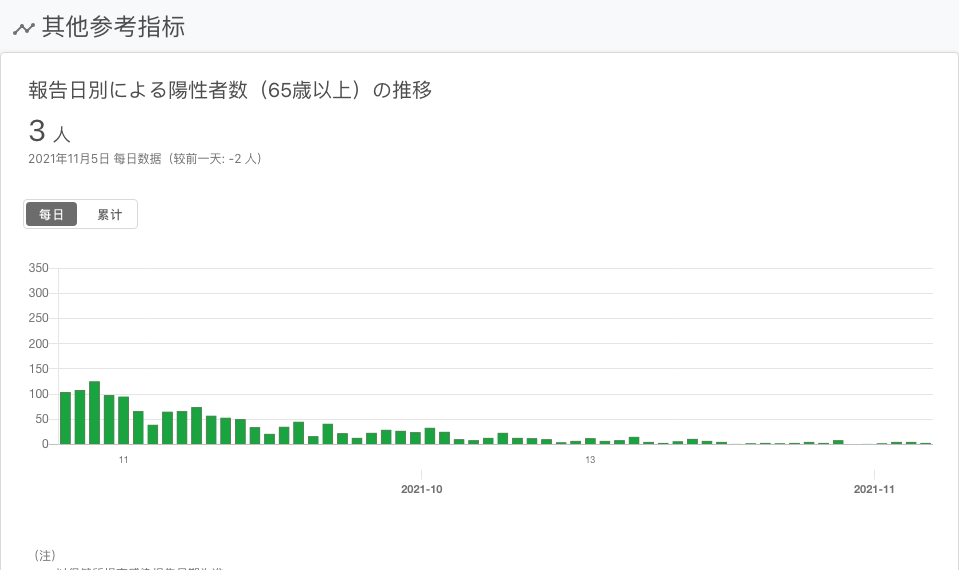 其他参考指标
報告日別による陽性者数（65歳以上）の推移
3 人
2021年11月5日 每日数据（较前一天: -2 人）
每日 累计
350
300
250
200
150
100
50
0
11 13
2021-10 2021-11
（注）